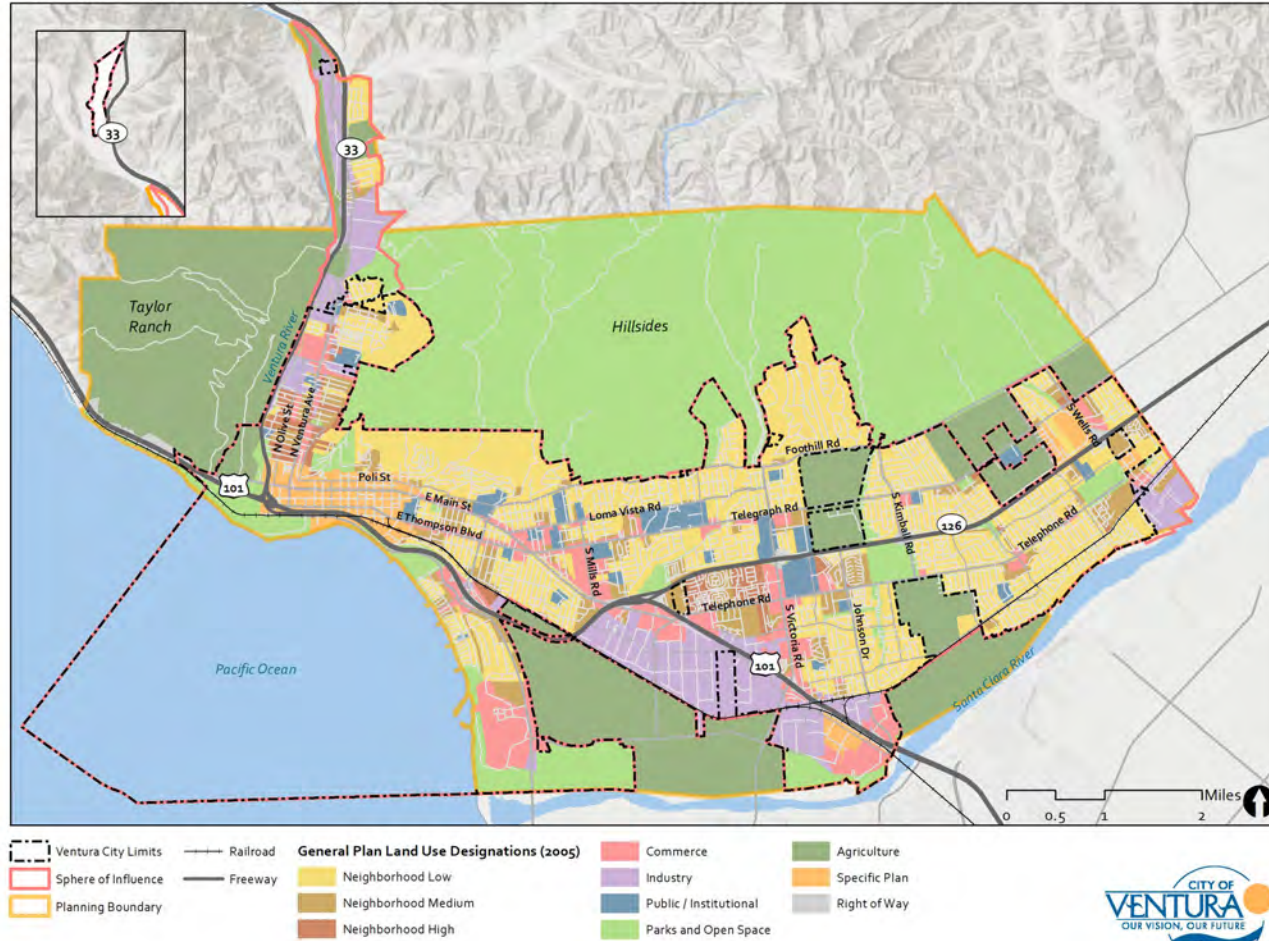 33
33
Taylor
Ranch
Hillsides
Ventura River
N Olive St
N Ventura Ave
Foothill Rd
S Wells Rd
101
Poli St
E Main St
Loma Vista Rd
Telegraph Rd
S Kimball Rd
126
E Thompson Blvd
S Mills Rd
Telephone Rd
Telephone Rd
S Victoria Rd
Johnson Dr
101
Pacific Ocean
Santa Clara River
Miles
0 0.5 1 2
Ventura City Limits
Sphere of Influence
Planning Boundary
Railroad
Freeway
General Plan Land Use Designations (2005)
Neighborhood Low
Neighborhood Medium
Neighborhood High
Commerce
Industry
Public / Institutional
Parks and Open Space
Agriculture
Specific Plan
Right of Way
CITY OF
VENTURA
OUR VISION, OUR FUTURE